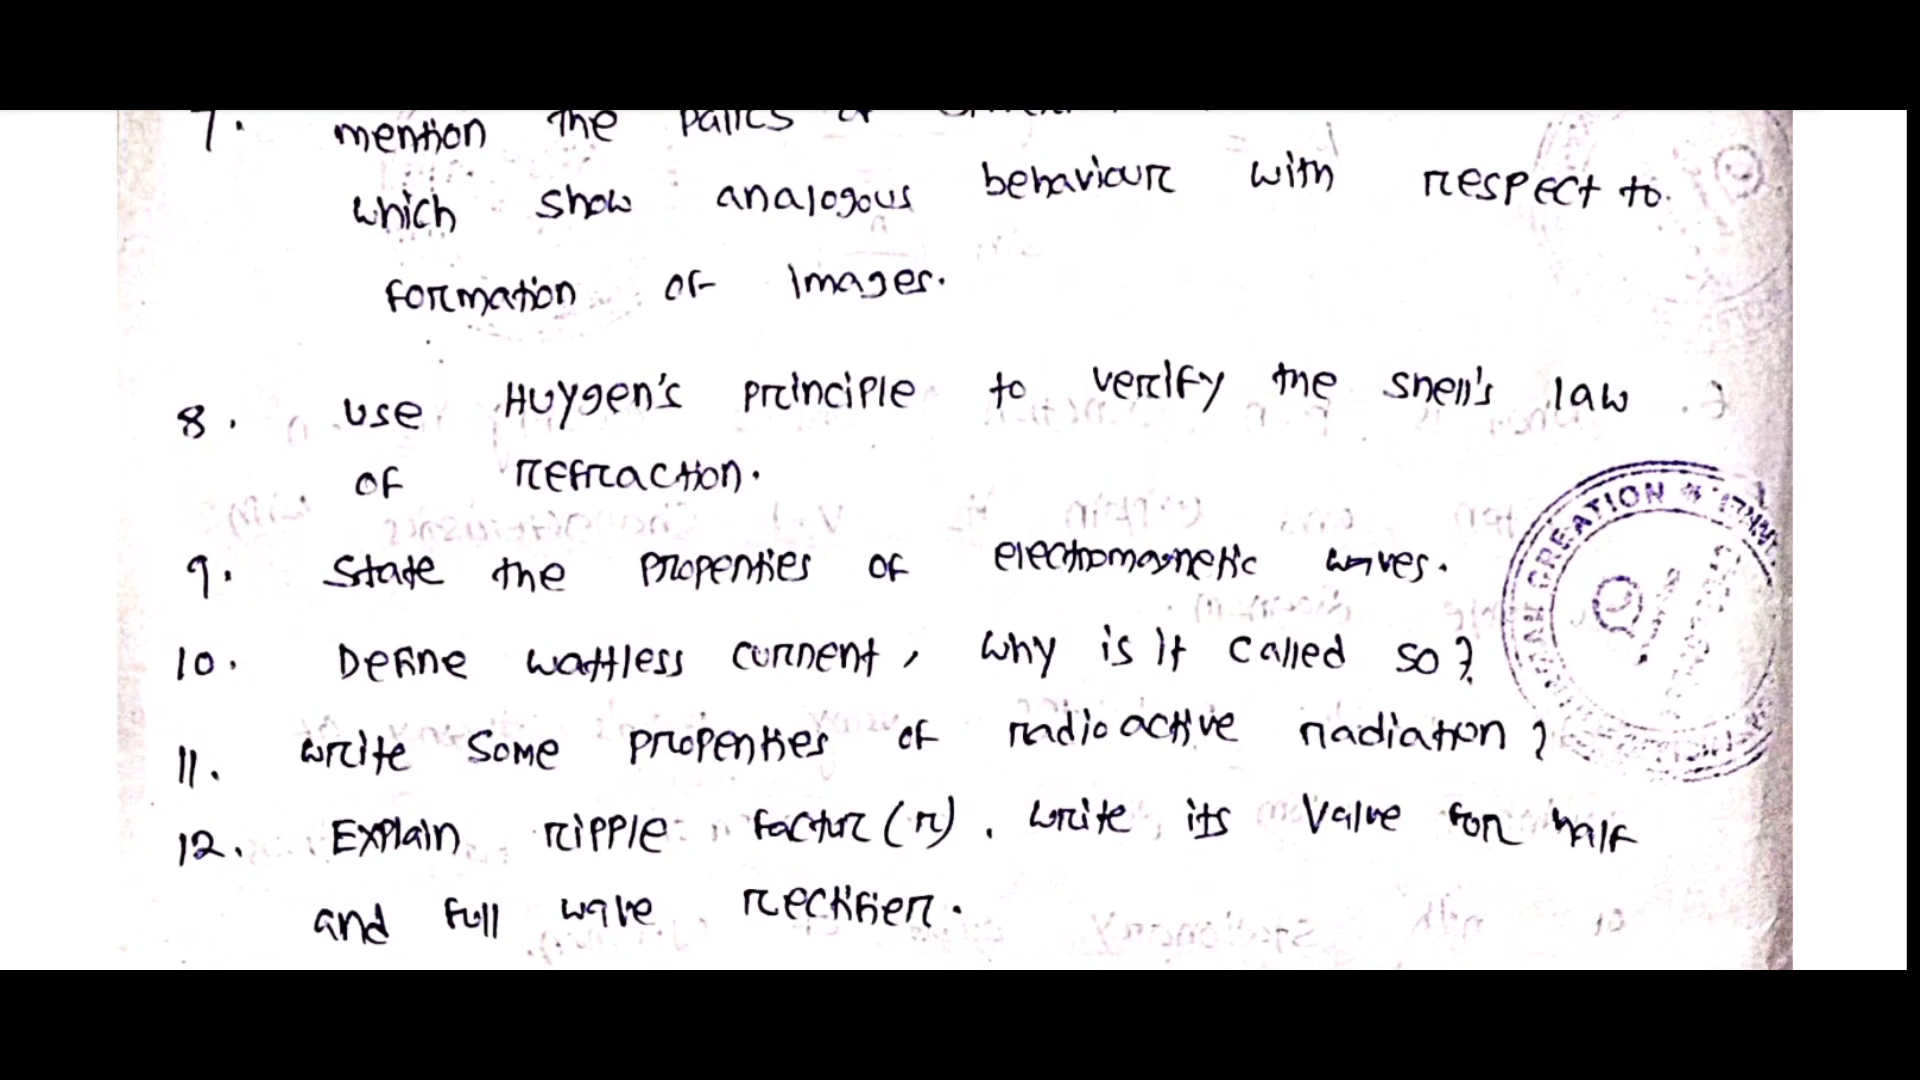 7. mention the pairs of
which show analogous behaviour with respect to
formation of images.
8. Use Huygen's principle to verify the snell's law
of refraction.
9. State the properties of electromagnetic waves.
10. Define wattless current, why is it called so?
11. write some properties of radioactive radiation?
12. Explain ripple factor (r). write its value for half
and full wave rectifier.
CREATION